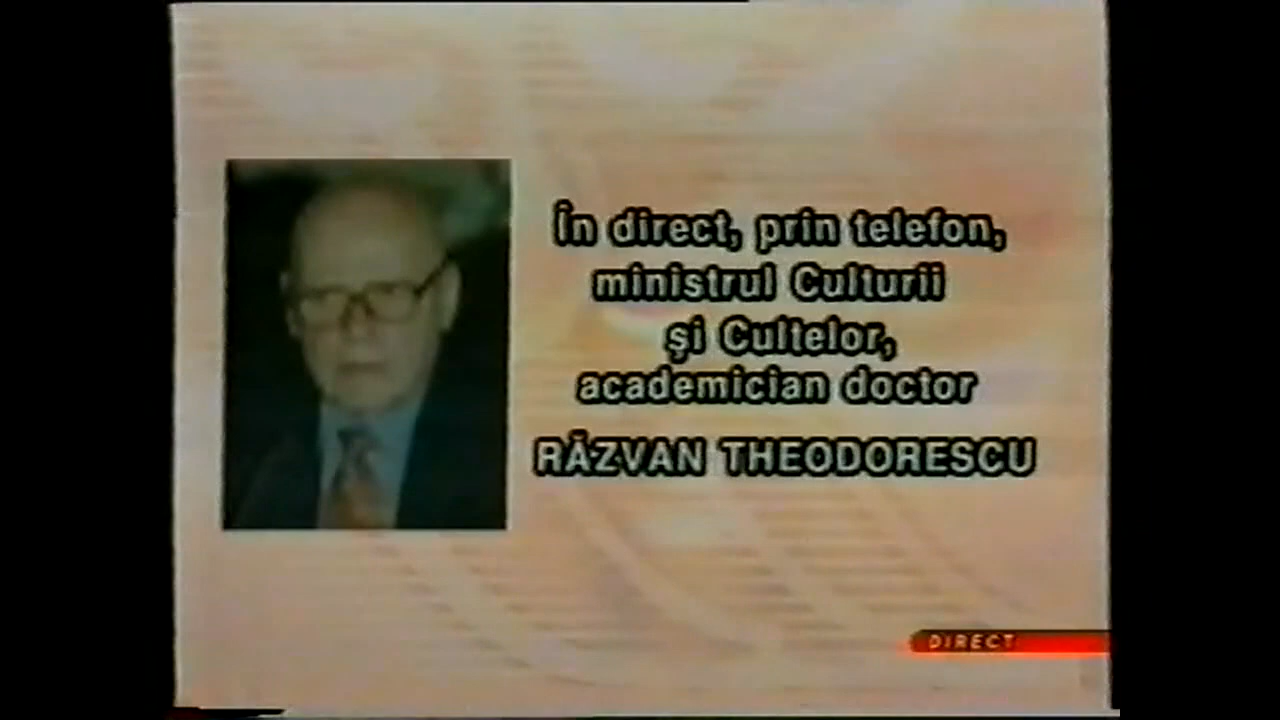 În direct, prin telefon,
ministrul Culturii
şi Cultelor,
academician doctor
RĂZVAN THEODORESCU
DIRECT